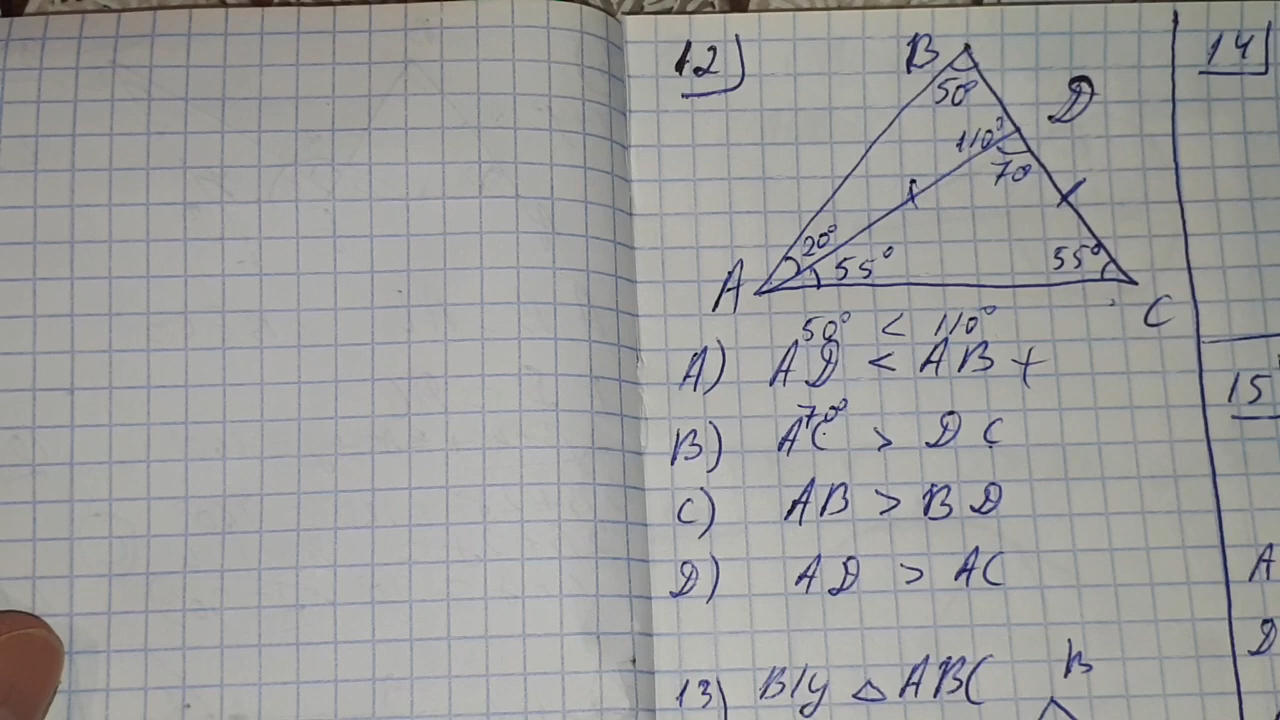 12)
B
50°
D
110°
70
20°
55°
55°
A
C
50° < 110°
A) AD < AB +
70°
B) AC > DC
C) AB > BD
D) AD > AC
13) B/y △ ABC
B
14
15
A
D